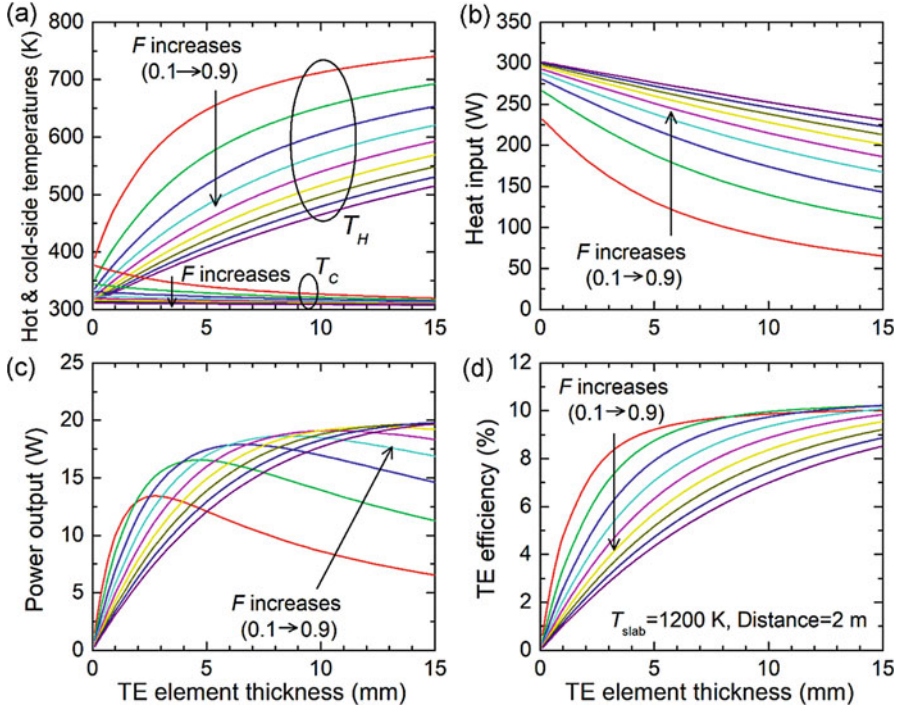 (a)
Hot & cold-side temperatures (K)
800
700
600
500
400
300
F increases
(0.1→0.9)
T_H
F increases
T_C
0 5 10 15
(b)
Heat input (W)
350
300
250
200
150
100
50
0
F increases
(0.1→0.9)
0 5 10 15
(c)
Power output (W)
25
20
15
10
5
0
F increases
(0.1→0.9)
0 5 10 15
TE element thickness (mm)
(d)
TE efficiency (%)
12
10
8
6
4
2
0
F increases
(0.1→0.9)
T_slab=1200 K, Distance=2 m
0 5 10 15
TE element thickness (mm)